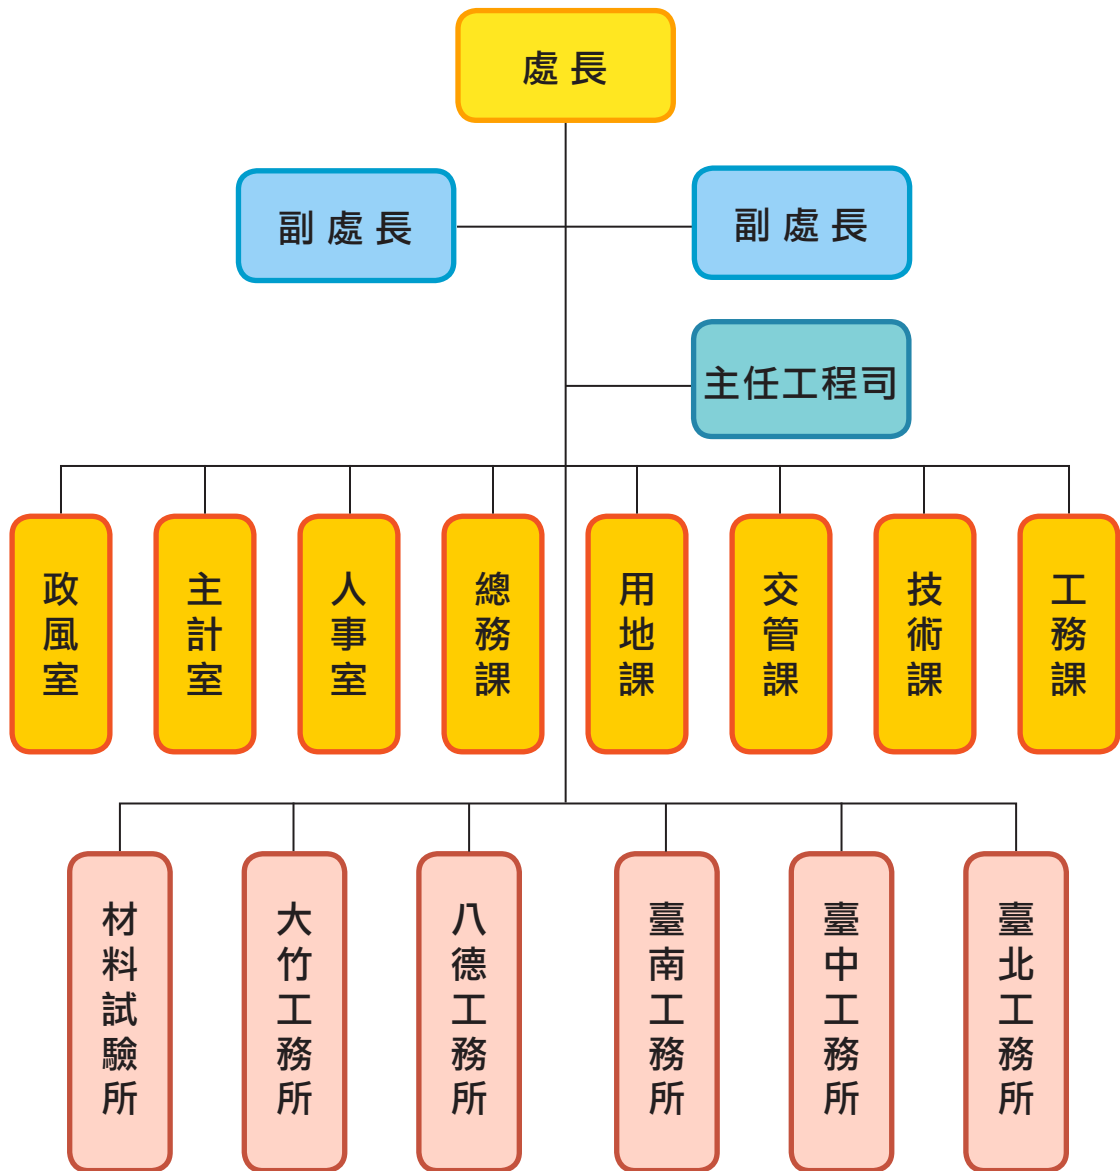 處長
副處長
副處長
主任工程司
政風室
主計室
人事室
總務課
用地課
交管課
技術課
工務課
材料試驗所
大竹工務所
八德工務所
臺南工務所
臺中工務所
臺北工務所